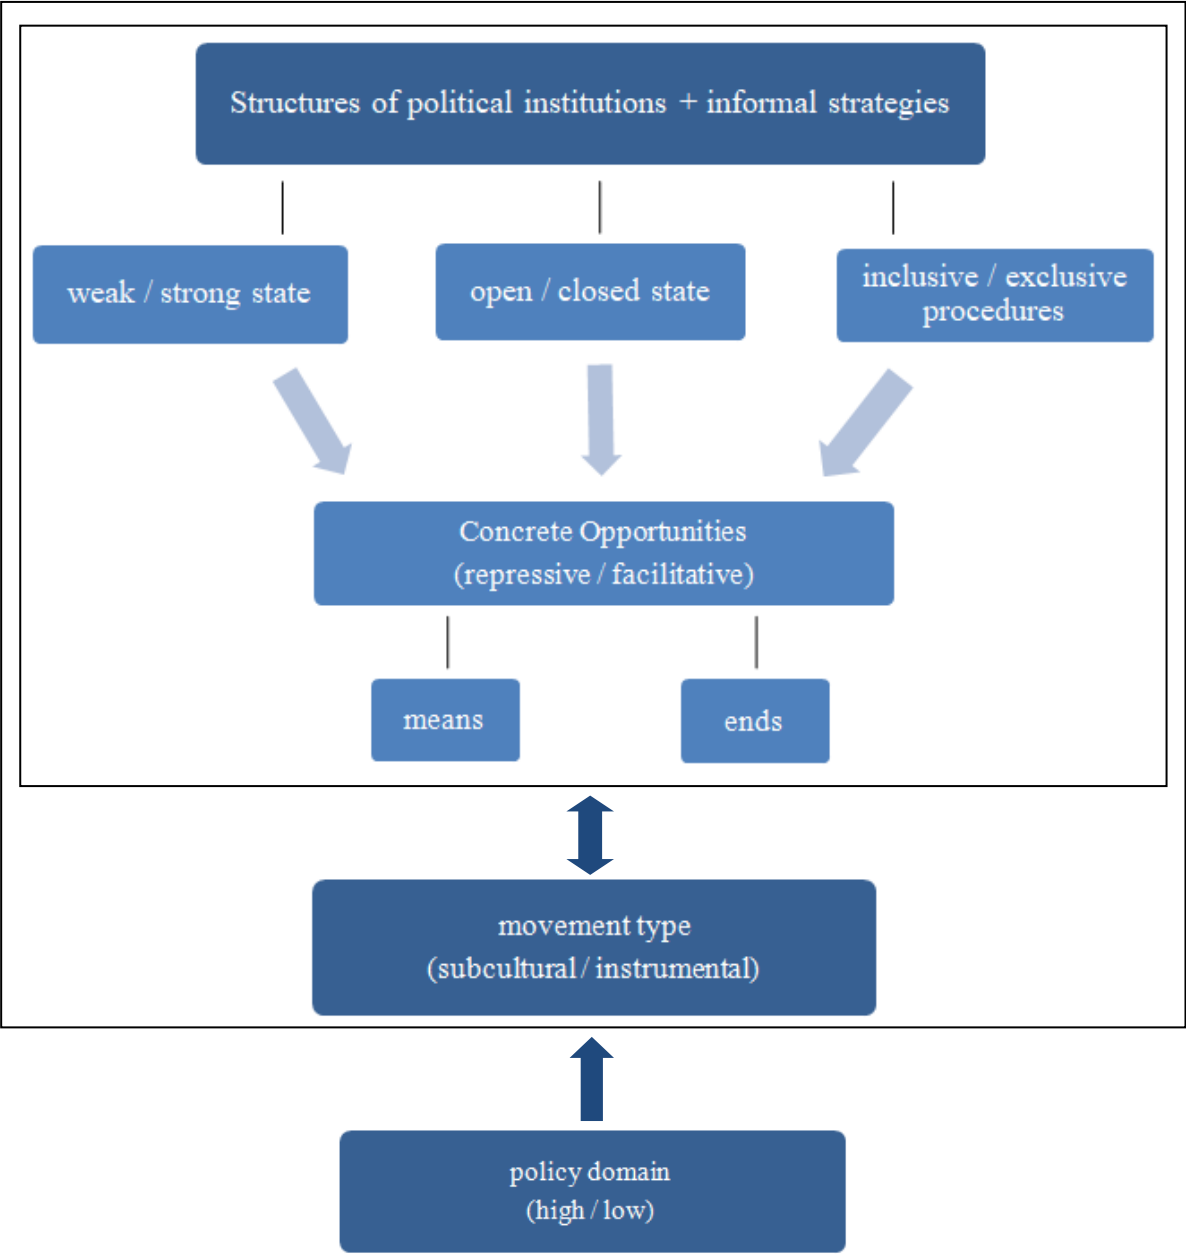 Structures of political institutions + informal strategies
weak / strong state
open / closed state
inclusive / exclusive
procedures
Concrete Opportunities
(repressive / facilitative)
means
ends
movement type
(subcultural / instrumental)
policy domain
(high / low)